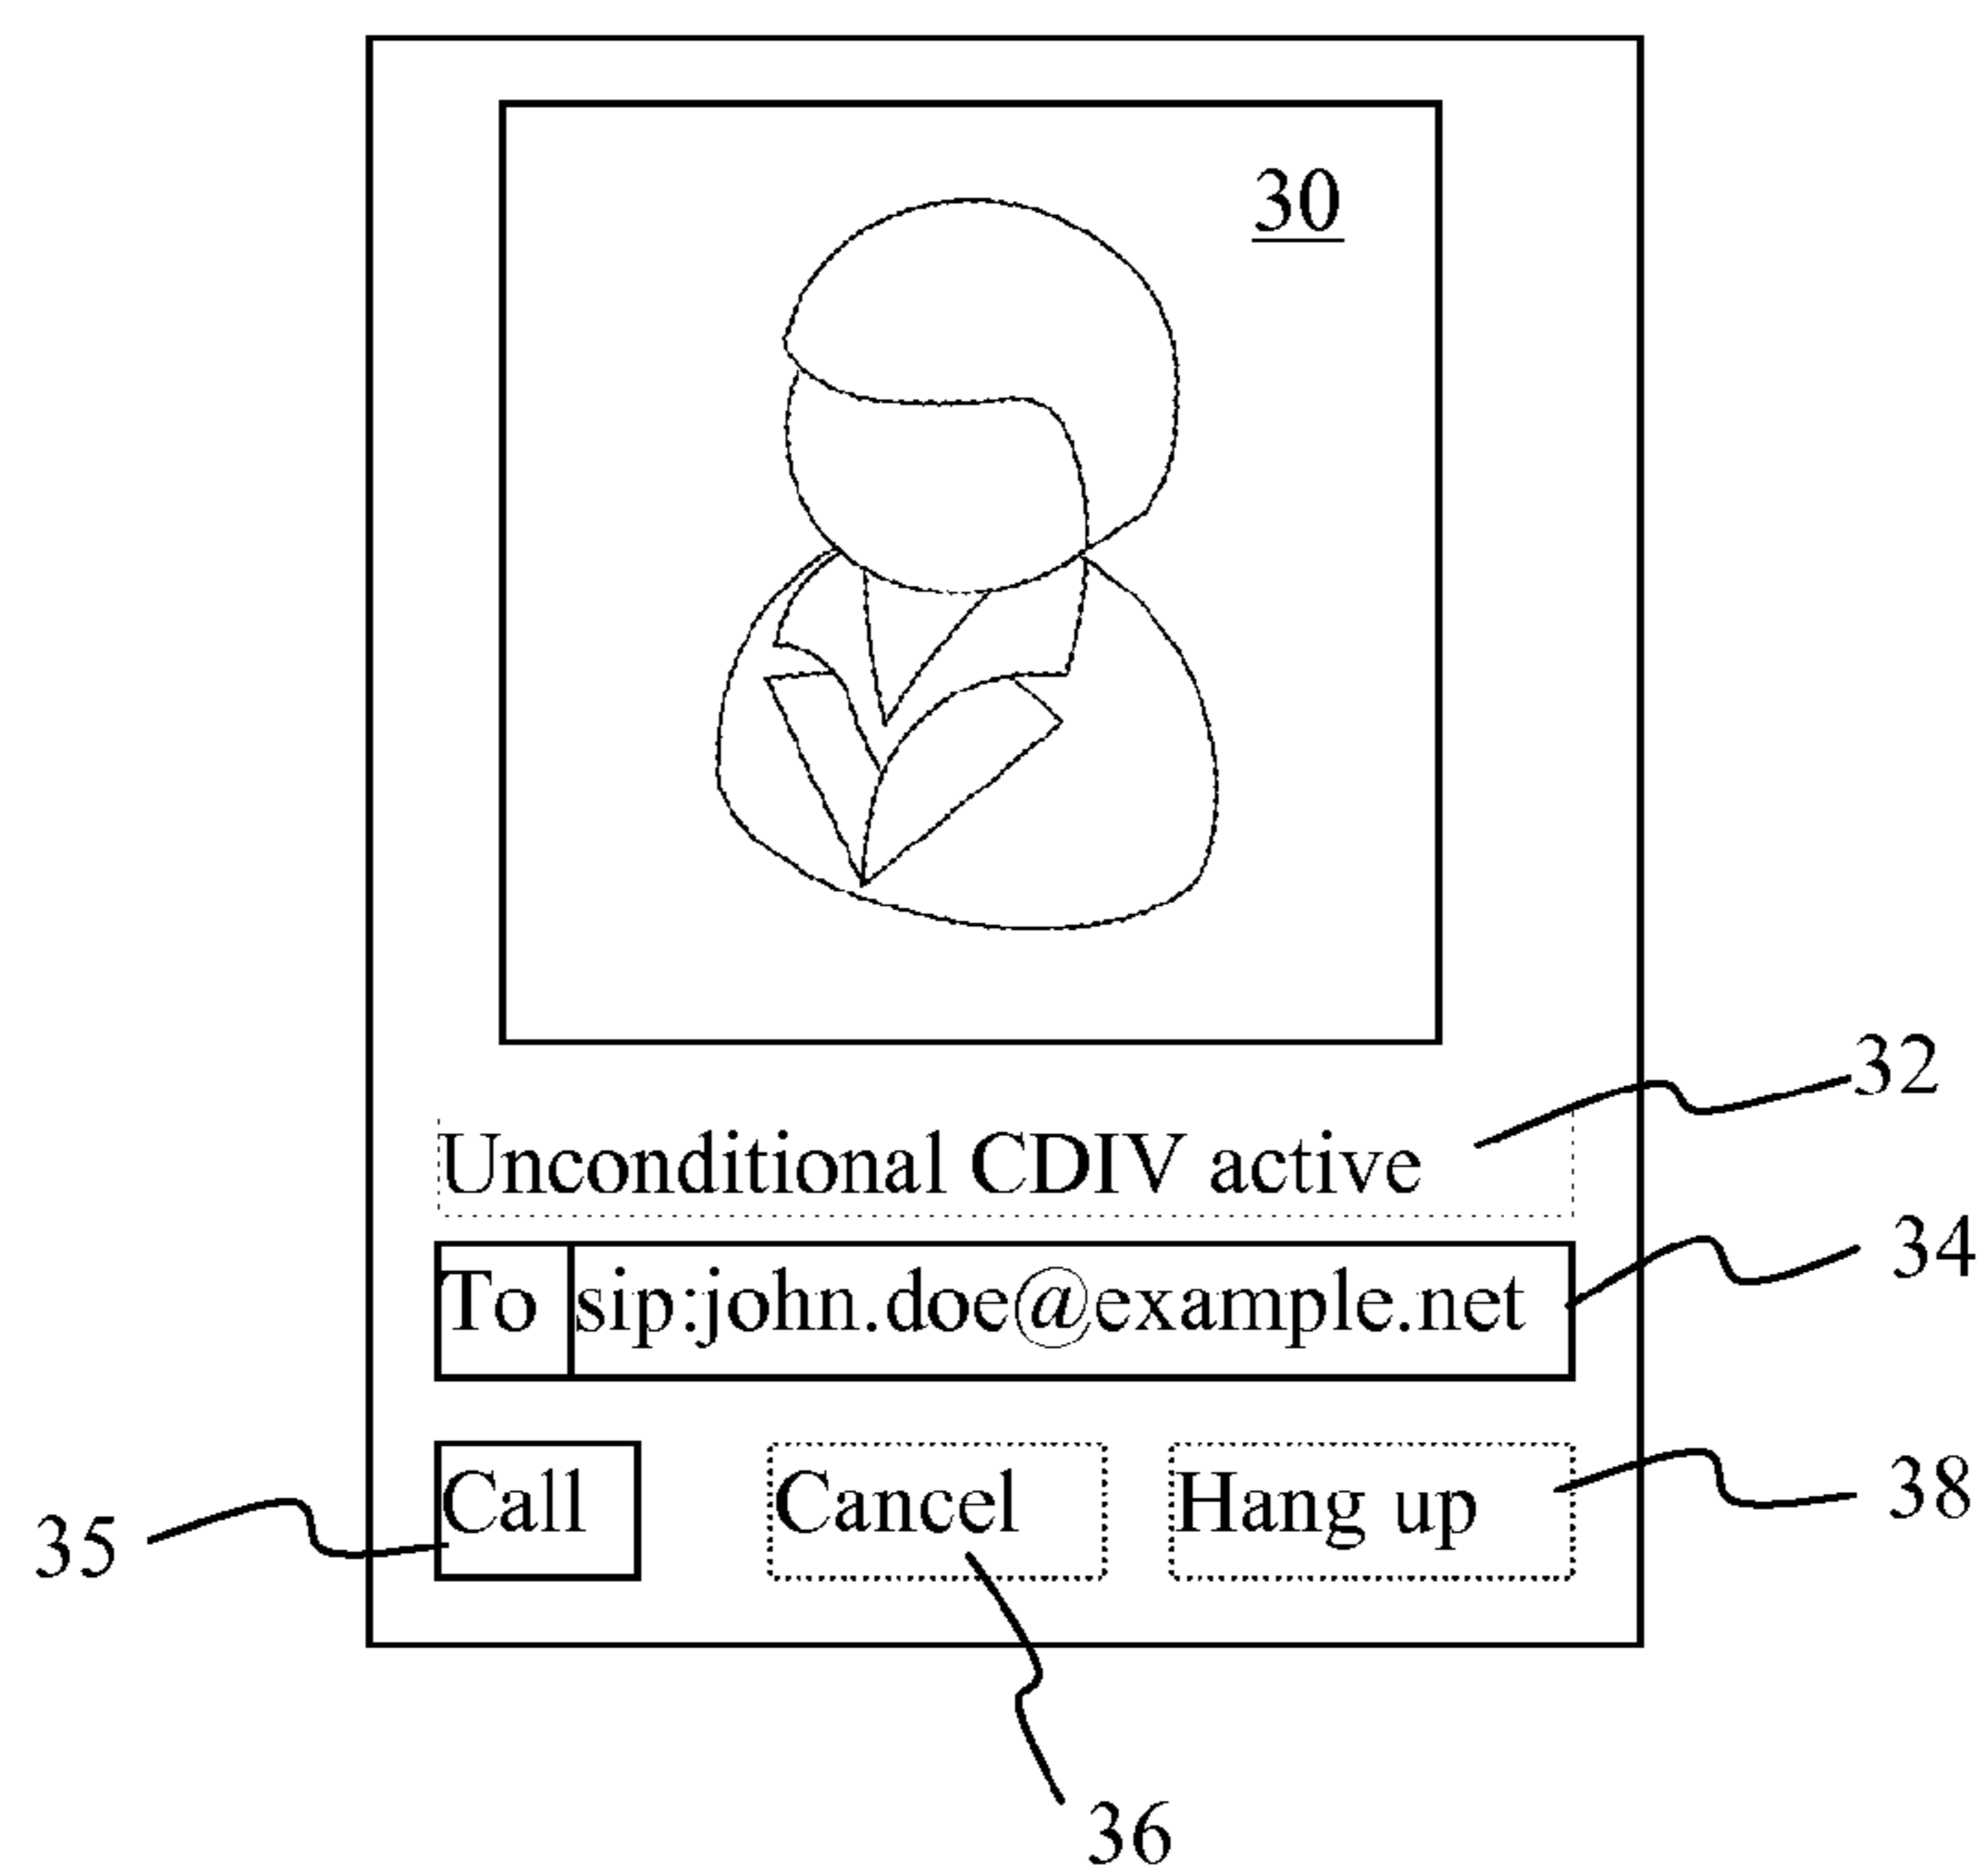 30
32
Unconditional CDIV active
34
To sip:john.doe@example.net
Call Cancel Hang up
38
35
36